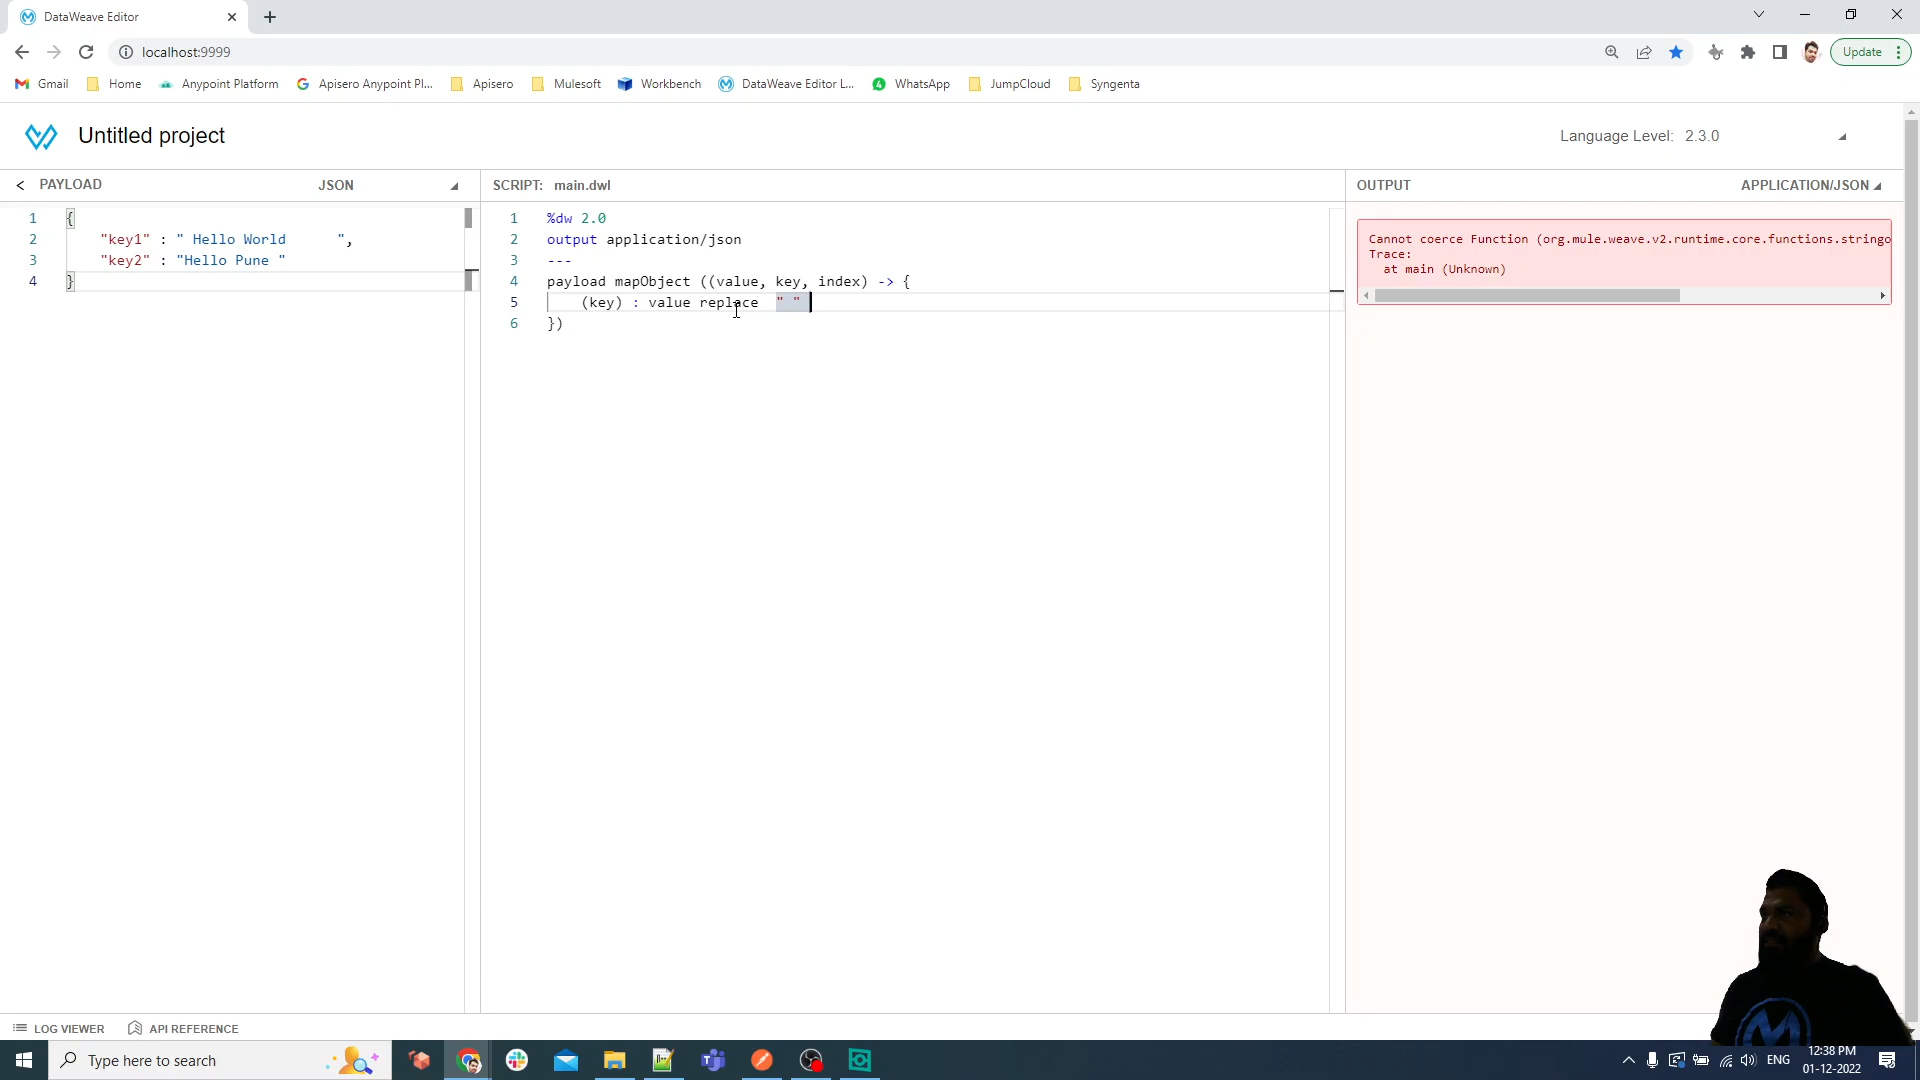 DataWeave Editor
localhost:9999
Update
Gmail
Home
Anypoint Platform
Apisero Anypoint Pl...
Apisero
Mulesoft
Workbench
DataWeave Editor L...
WhatsApp
JumpCloud
Syngenta
Untitled project
Language Level: 2.3.0
PAYLOAD
JSON
1 {
2 "key1" : " Hello World      ",
3 "key2" : "Hello Pune "
4 }
SCRIPT: main.dwl
1 %dw 2.0
2 output application/json
3 ---
4 payload mapObject ((value, key, index) -> {
5 (key) : value replace  " "
6 })
OUTPUT
APPLICATION/JSON
Cannot coerce Function (org.mule.weave.v2.runtime.core.functions.stringo
Trace:
at main (Unknown)
LOG VIEWER
API REFERENCE
Type here to search
ENG
12:38 PM
01-12-2022